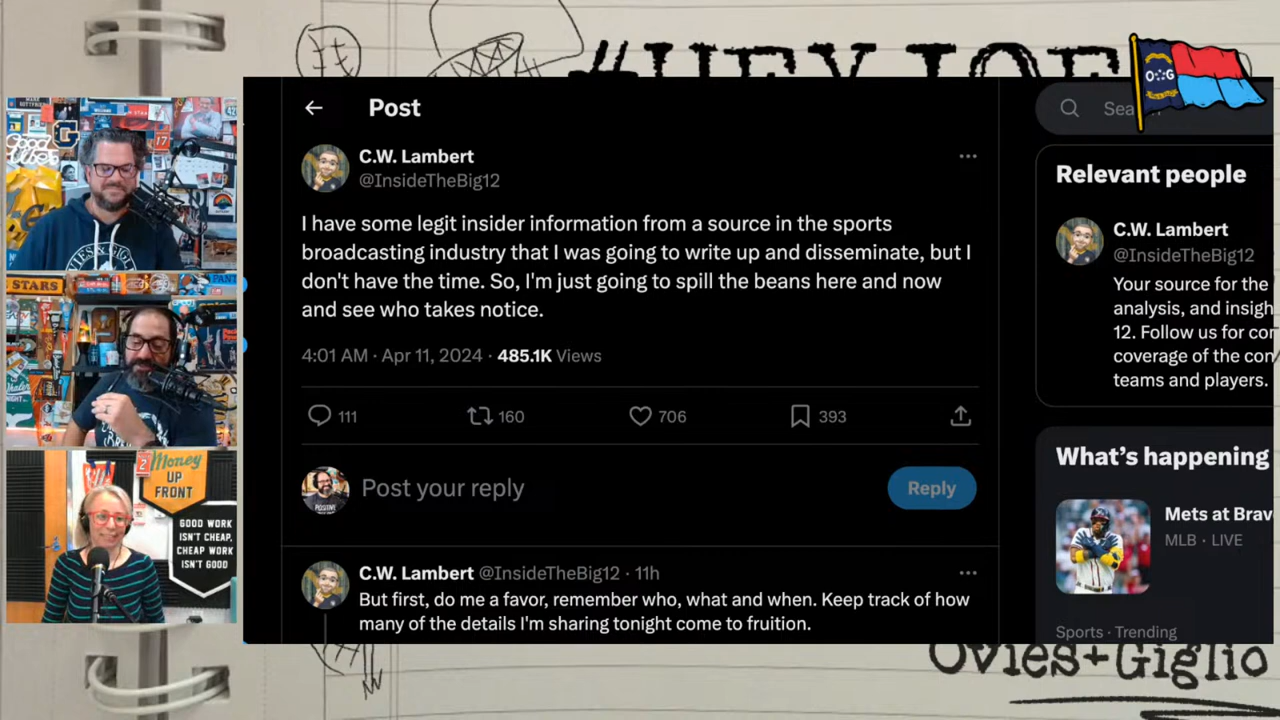 #HEY JOE
OG
Post
Sea
C.W. Lambert
@InsideTheBig12
I have some legit insider information from a source in the sports
broadcasting industry that I was going to write up and disseminate, but I
don't have the time. So, I'm just going to spill the beans here and now
and see who takes notice.
4:01 AM · Apr 11, 2024 · 485.1K Views
111
160
706
393
Post your reply
Reply
C.W. Lambert @InsideTheBig12 · 11h
But first, do me a favor, remember who, what and when. Keep track of how
many of the details I'm sharing tonight come to fruition.
Relevant people
C.W. Lambert
@InsideTheBig12
Your source for the
analysis, and insigh
12. Follow us for con
coverage of the con
teams and players.
What's happening
Mets at Brav
MLB · LIVE
Sports · Trending
Ovies+Giglio
G
17
STARS
Money
UP
FRONT
GOOD WORK
ISN'T CHEAP,
CHEAP WORK
ISN'T GOOD